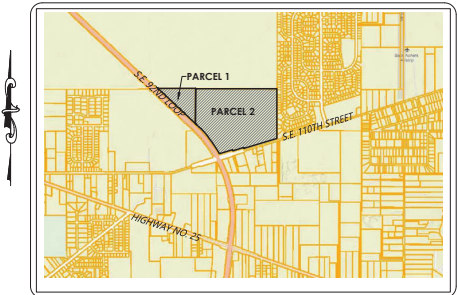 PARCEL 1
S.E. 92ND LOOP
PARCEL 2
S.E. 110TH STREET
HIGHWAY NO. 25